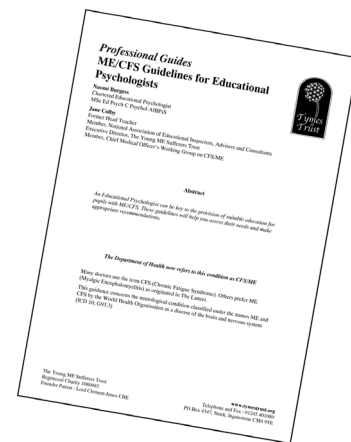 Professional Guides
ME/CFS Guidelines for Educational
Psychologists
Naomi Burgess
Chartered Educational Psychologist
MSc Ed Psych C Psychol AFBPsS
Jane Colby
Former Head Teacher
Member, National Association of Educational Inspectors, Advisers and Consultants
Executive Director, The Young ME Sufferers Trust
Member, Chief Medical Officer's Working Group on CFS/ME
Tymes
Trust
Abstract
An Educational Psychologist can be key to the provision of suitable education for
pupils with ME/CFS. These guidelines will help you assess their needs and make
appropriate recommendations.
The Department of Health now refers to this condition as CFS/ME
Many doctors use the term CFS (Chronic Fatigue Syndrome). Others prefer ME
(Myalgic Encephalomyelitis) as originated in The Lancet.
This guidance concerns the neurological condition classified under the names ME and
CFS by the World Health Organisation as a disease of the brain and nervous system
(ICD 10; G93.3)
The Young ME Sufferers Trust
Registered Charity 1080985
Founder Patron : Lord Clement-Jones CBE
www.tymestrust.org
Telephone and Fax : 01245 401080
PO Box 4347, Stock, Ingatestone CM4 9TE